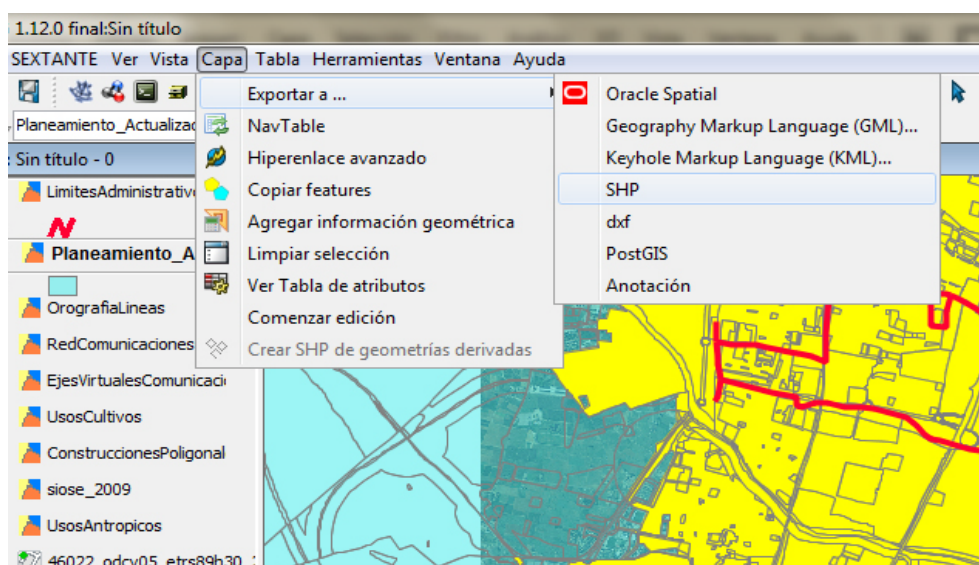 1.12.0 final:Sin título
SEXTANTE Ver Vista Capa Tabla Herramientas Ventana Ayuda
Planeamiento_Actualizac
: Sin título - 0
LimitesAdministrativ
Planeamiento_A
OrografiaLineas
RedComunicaciones
EjesVirtualesComunicaci
UsosCultivos
ConstruccionesPoligonal
siose_2009
UsosAntropicos
46022_odcv05_etrs89h30_
Exportar a ...
NavTable
Hiperenlace avanzado
Copiar features
Agregar información geométrica
Limpiar selección
Ver Tabla de atributos
Comenzar edición
Crear SHP de geometrías derivadas
Oracle Spatial
Geography Markup Language (GML)...
Keyhole Markup Language (KML)...
SHP
dxf
PostGIS
Anotación